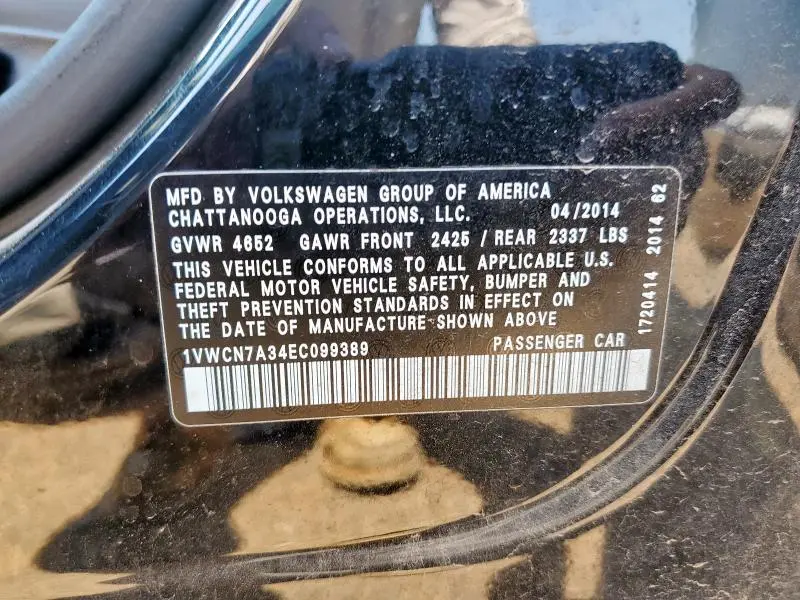 MFD BY VOLKSWAGEN GROUP OF AMERICA
CHATTANOOGA OPERATIONS, LLC. 04/2014
GVWR 4652 GAWR FRONT 2425 / REAR 2337 LBS
THIS VEHICLE CONFORMS TO ALL APPLICABLE U.S.
FEDERAL MOTOR VEHICLE SAFETY, BUMPER AND
THEFT PREVENTION STANDARDS IN EFFECT ON
THE DATE OF MANUFACTURE SHOWN ABOVE
1VWCN7A34EC099389 PASSENGER CAR
1720414 2014 62